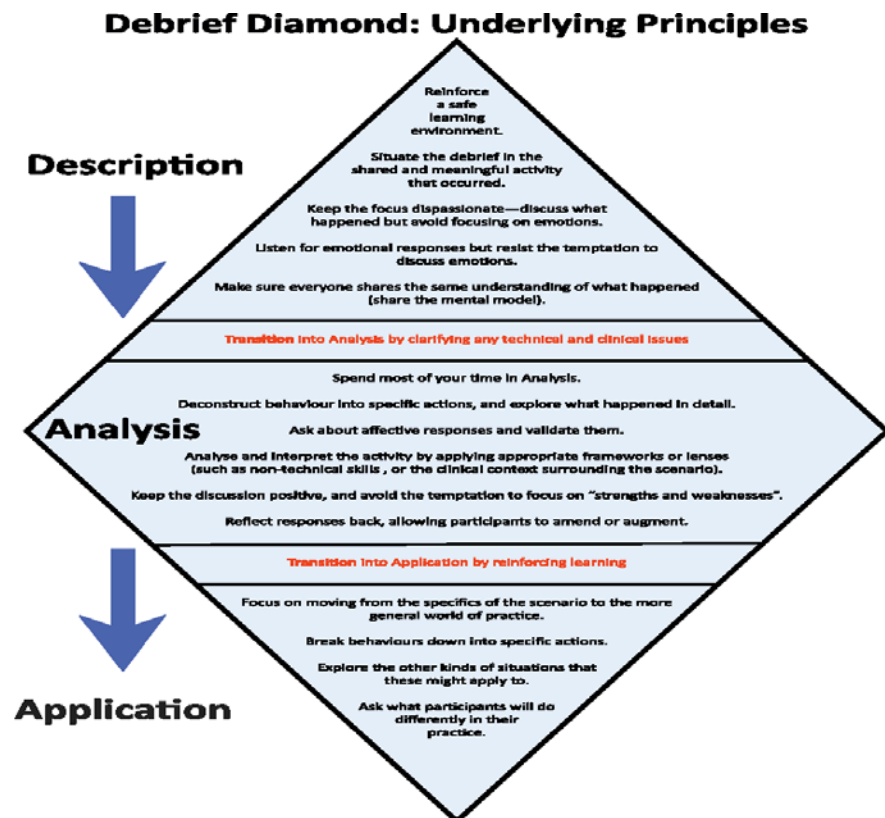 Debrief Diamond: Underlying Principles
Reinforce
a safe
learning
environment.
Description
Situate the debrief in the
shared and meaningful activity
that occurred.
Keep the focus dispassionate—discuss what
happened but avoid focusing on emotions.
Listen for emotional responses but resist the temptation to
discuss emotions.
Make sure everyone shares the same understanding of what happened
(share the mental model).
Transition into Analysis by clarifying any technical and clinical issues
Spend most of your time in Analysis.
Deconstruct behaviour into specific actions, and explore what happened in detail.
Analysis
Ask about affective responses and validate them.
Analyse and interpret the activity by applying appropriate frameworks or lenses
(such as non-technical skills , or the clinical context surrounding the scenario).
Keep the discussion positive, and avoid the temptation to focus on "strengths and weaknesses".
Reflect responses back, allowing participants to amend or augment.
Transition into Application by reinforcing learning
Focus on moving from the specifics of the scenario to the more
general world of practice.
Break behaviours down into specific actions.
Explore the other kinds of situations that
these might apply to.
Application
Ask what participants will do
differently in their
practice.